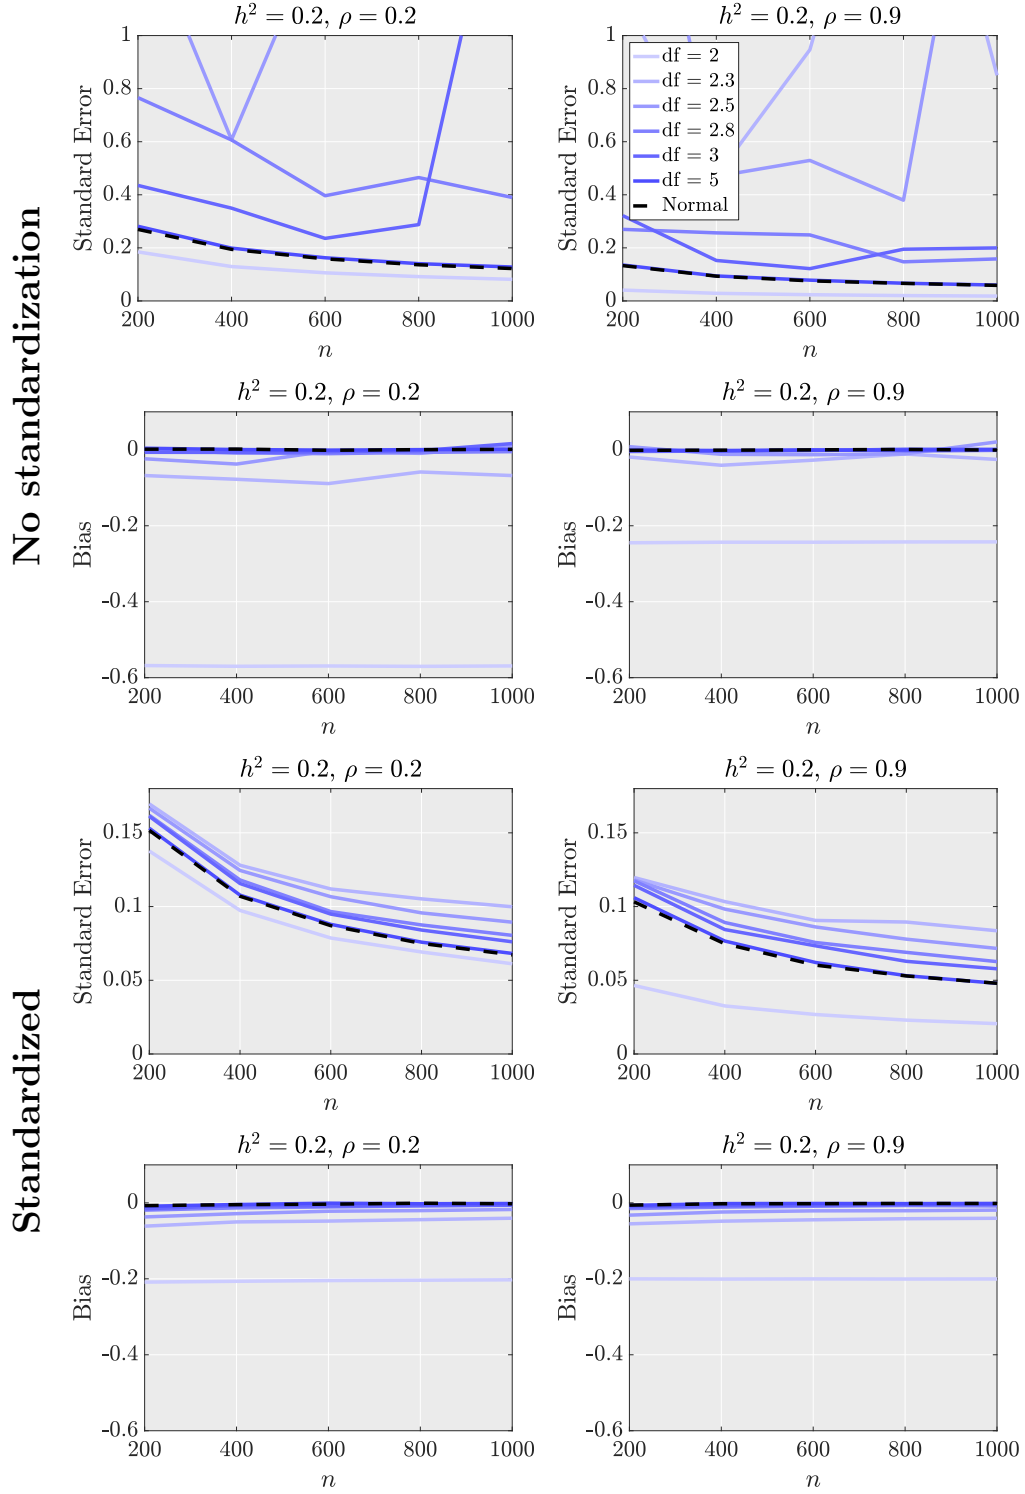 No standardization
h² = 0.2, ρ = 0.2
Standard Error
1
0.8
0.6
0.4
0.2
0
200 400 600 800 1000
n
h² = 0.2, ρ = 0.9
Standard Error
1
0.8
0.6
0.4
0.2
0
df = 2
df = 2.3
df = 2.5
df = 2.8
df = 3
df = 5
Normal
200 400 600 800 1000
n
h² = 0.2, ρ = 0.2
Bias
0
-0.2
-0.4
-0.6
200 400 600 800 1000
n
h² = 0.2, ρ = 0.9
Bias
0
-0.2
-0.4
-0.6
200 400 600 800 1000
n
Standardized
h² = 0.2, ρ = 0.2
Standard Error
0.15
0.1
0.05
0
200 400 600 800 1000
n
h² = 0.2, ρ = 0.9
Standard Error
0.15
0.1
0.05
0
200 400 600 800 1000
n
h² = 0.2, ρ = 0.2
Bias
0
-0.2
-0.4
-0.6
200 400 600 800 1000
n
h² = 0.2, ρ = 0.9
Bias
0
-0.2
-0.4
-0.6
200 400 600 800 1000
n